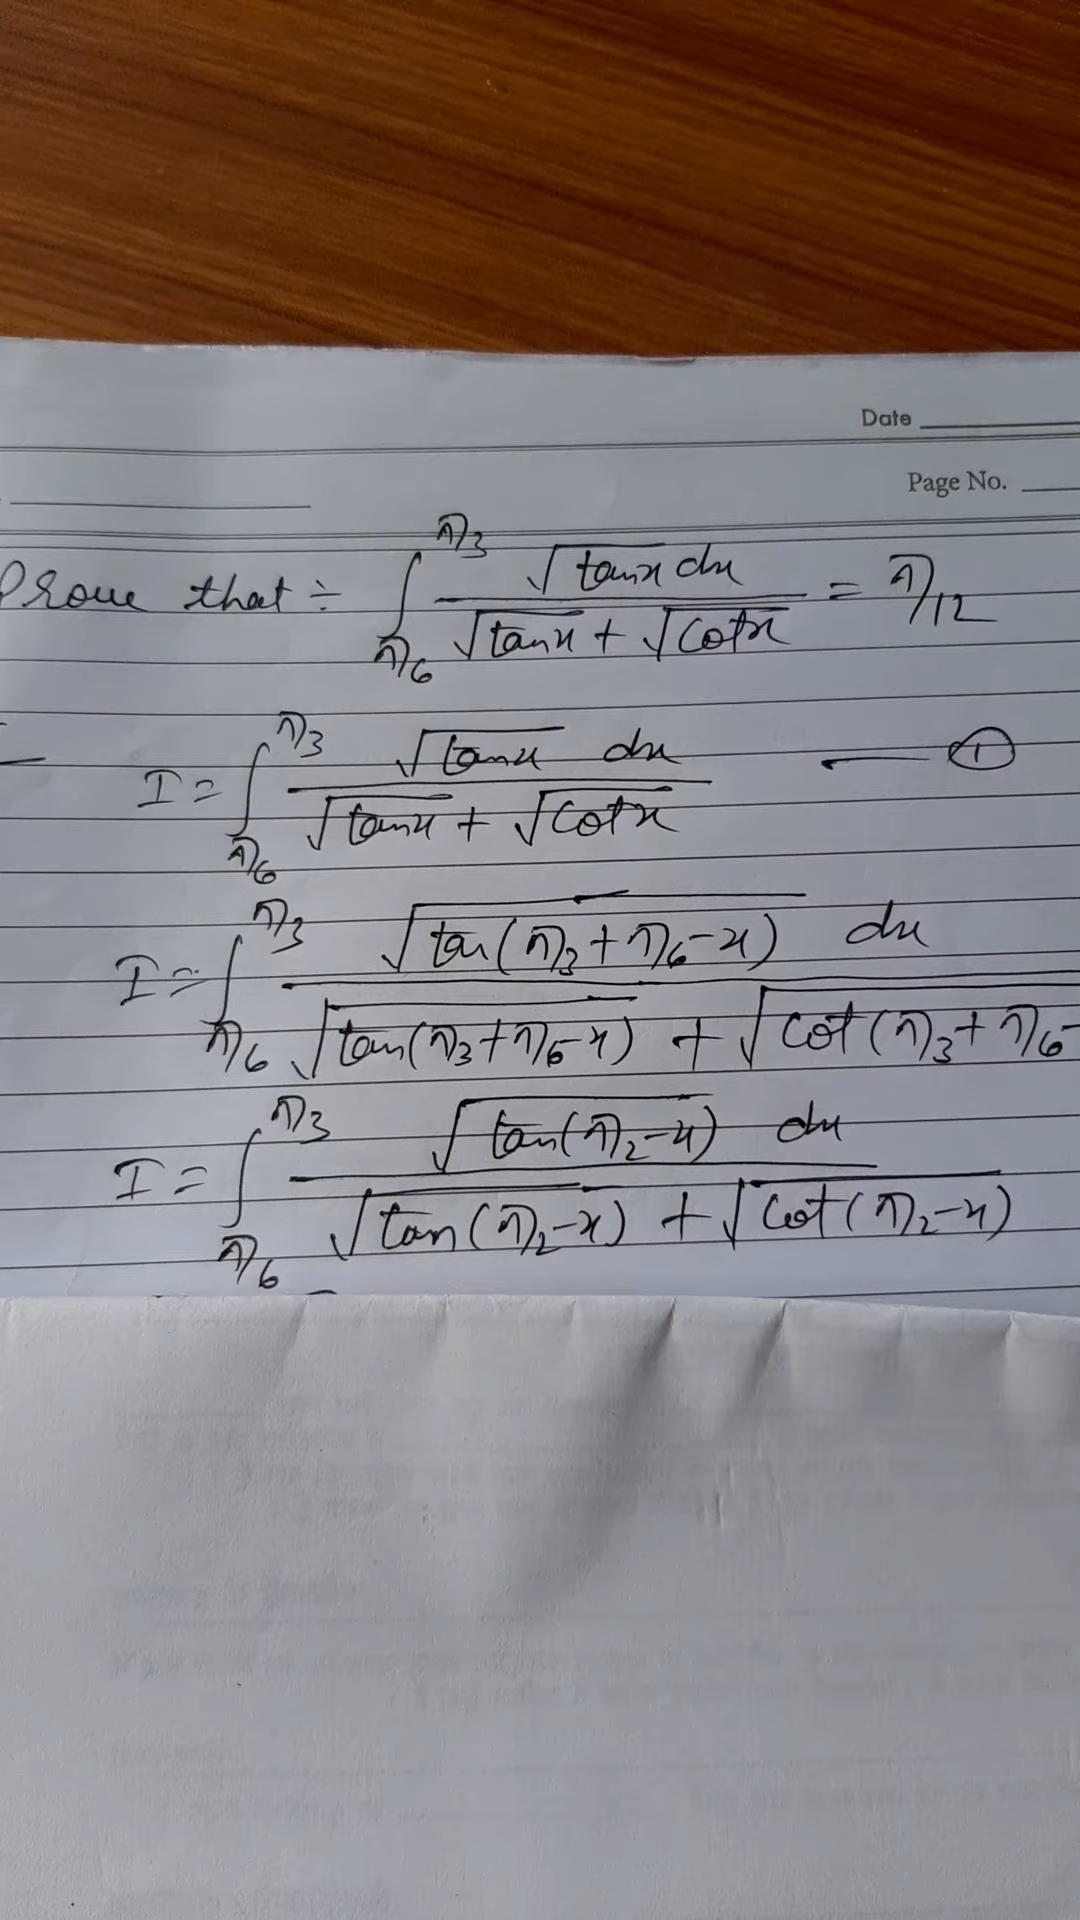 Date
Page No.
Prove that ÷ ∫_{π/6}^{π/3} √tanx dx / (√tanx + √cotx) = π/12
I = ∫_{π/6}^{π/3} √tanx dx / (√tanx + √cotx) — ①
I = ∫_{π/6}^{π/3} √tan(π/3+π/6-x) dx / (√tan(π/3+π/6-x) + √cot(π/3+π/6-
I = ∫_{π/6}^{π/3} √tan(π/2-x) dx / (√tan(π/2-x) + √cot(π/2-x))